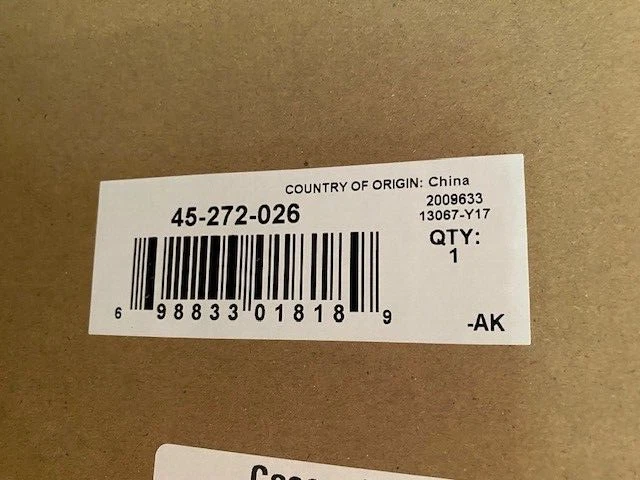 COUNTRY OF ORIGIN: China
45-272-026
2009633
13067-Y17
QTY:
1
6 98833 01818 9
-AK